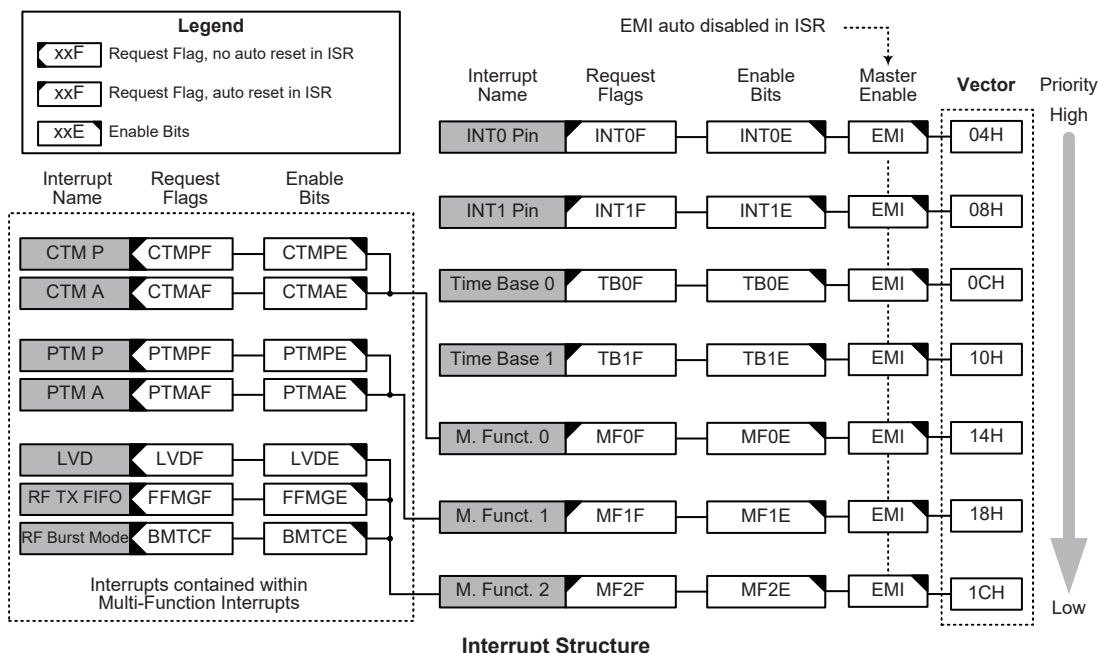 Legend
xxF Request Flag, no auto reset in ISR
xxF Request Flag, auto reset in ISR
xxE Enable Bits
EMI auto disabled in ISR
Interrupt Name Request Flags Enable Bits Master Enable Vector Priority
High
INT0 Pin INT0F INT0E EMI 04H
INT1 Pin INT1F INT1E EMI 08H
Time Base 0 TB0F TB0E EMI 0CH
Time Base 1 TB1F TB1E EMI 10H
M. Funct. 0 MF0F MF0E EMI 14H
M. Funct. 1 MF1F MF1E EMI 18H
M. Funct. 2 MF2F MF2E EMI 1CH
Low
Interrupt Name Request Flags Enable Bits
CTM P CTMPF CTMPE
CTM A CTMAF CTMAE
PTM P PTMPF PTMPE
PTM A PTMAF PTMAE
LVD LVDF LVDE
RF TX FIFO FFMGF FFMGE
RF Burst Mode BMTCF BMTCE
Interrupts contained within
Multi-Function Interrupts
Interrupt Structure